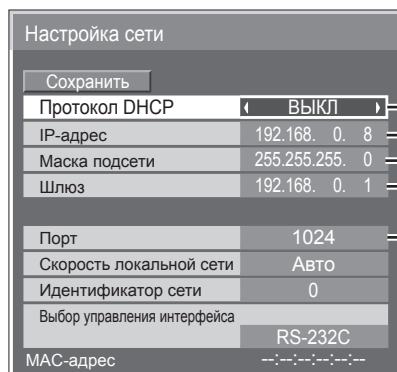 Настройка сети
Сохранить
Протокол DHCP ВЫКЛ
IP-адрес 192.168. 0. 8
Маска подсети 255.255.255. 0
Шлюз 192.168. 0. 1
Порт 1024
Скорость локальной сети Авто
Идентификатор сети 0
Выбор управления интерфейса
RS-232C
MAC-адрес --:--:--:--:--:--